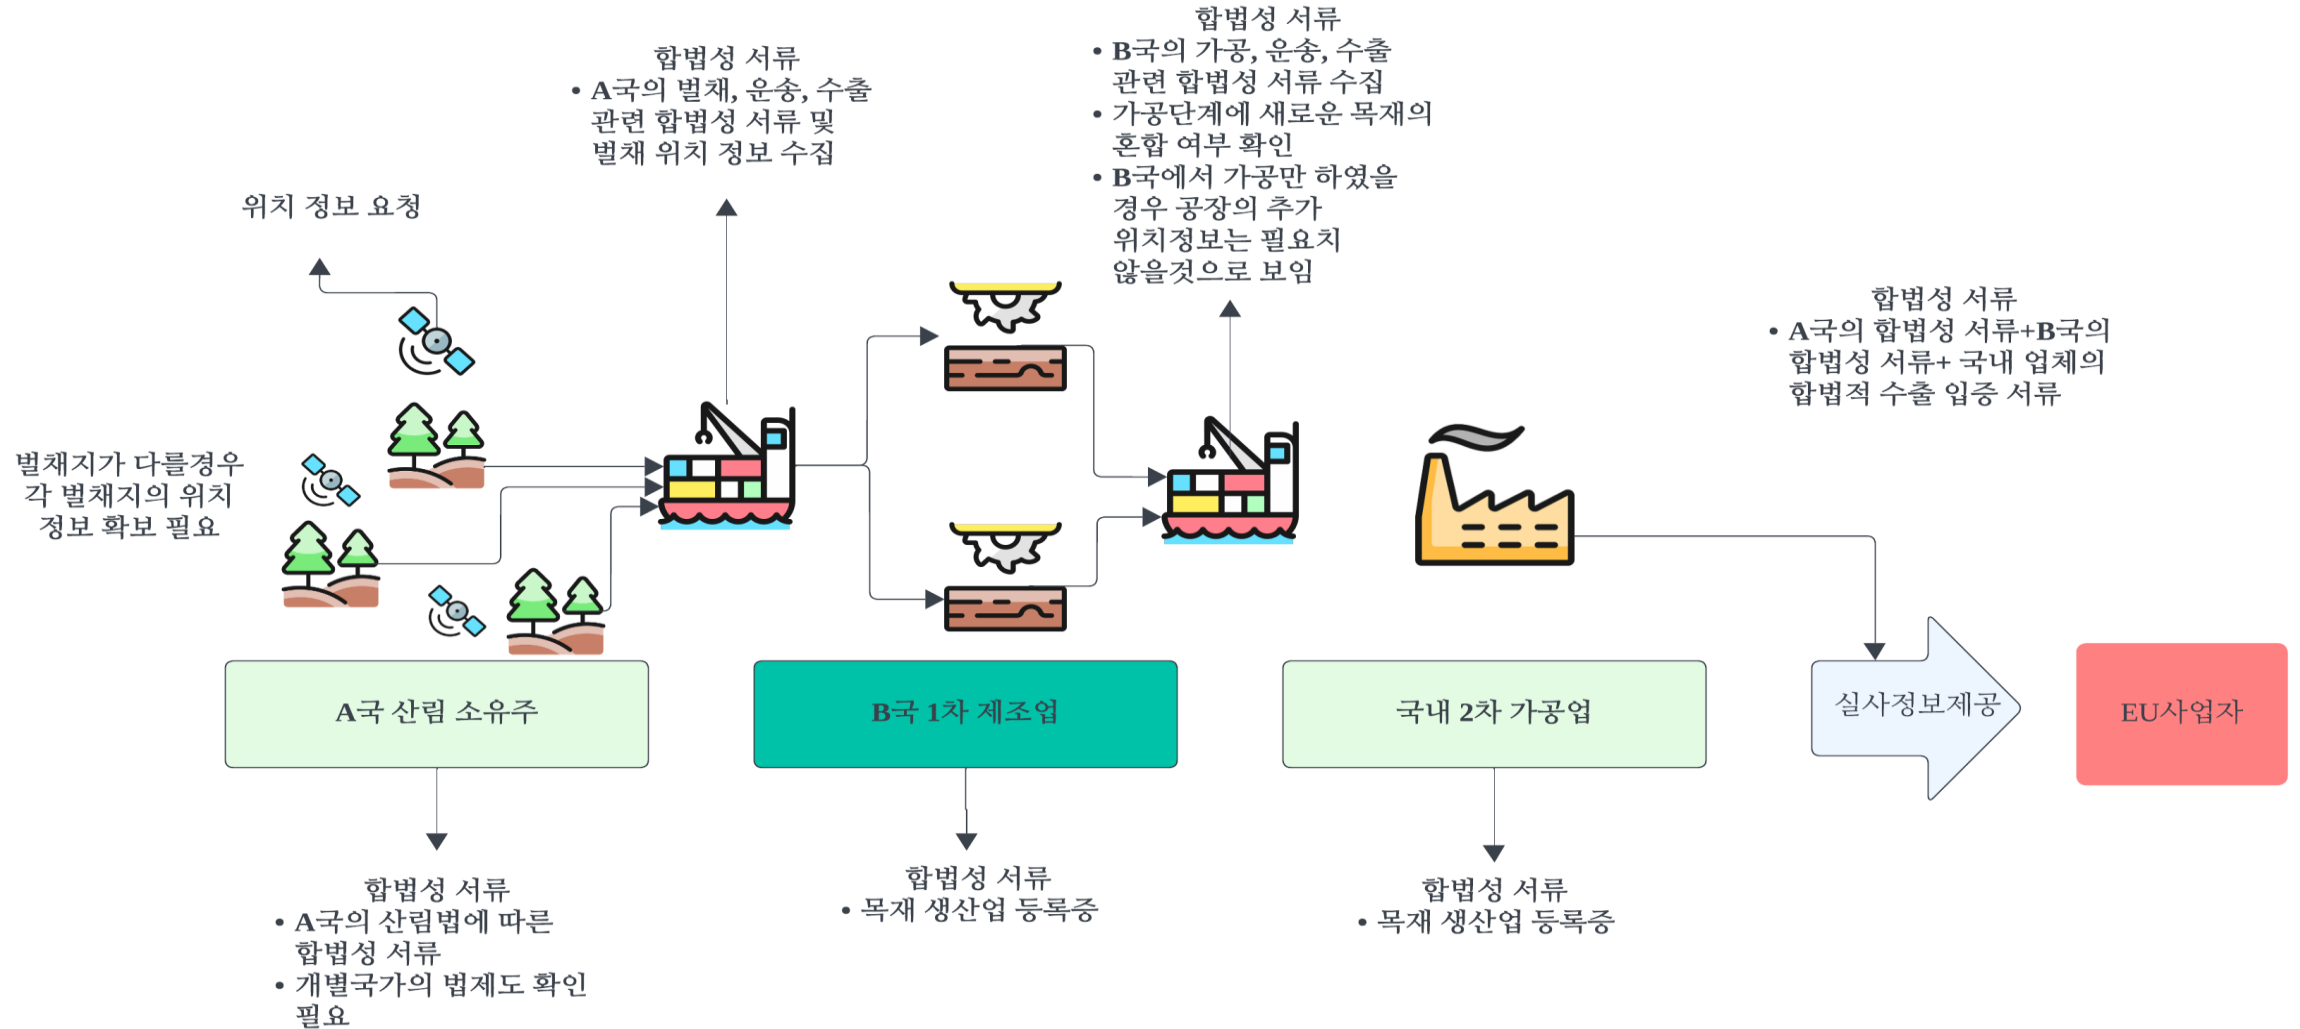 합법성 서류
• B국의 가공, 운송, 수출
관련 합법성 서류 수집
• 가공단계에 새로운 목재의
혼합 여부 확인
• B국에서 가공만 하였을
경우 공장의 추가
위치정보는 필요치
않을것으로 보임
합법성 서류
• A국의 벌채, 운송, 수출
관련 합법성 서류 및
벌채 위치 정보 수집
위치 정보 요청
합법성 서류
• A국의 합법성 서류+B국의
합법성 서류+ 국내 업체의
합법적 수출 입증 서류
벌채지가 다를경우
각 벌채지의 위치
정보 확보 필요
A국 산림 소유주
B국 1차 제조업
국내 2차 가공업
실사정보제공
EU사업자
합법성 서류
• A국의 산림법에 따른
합법성 서류
• 개별국가의 법제도 확인
필요
합법성 서류
• 목재 생산업 등록증
합법성 서류
• 목재 생산업 등록증